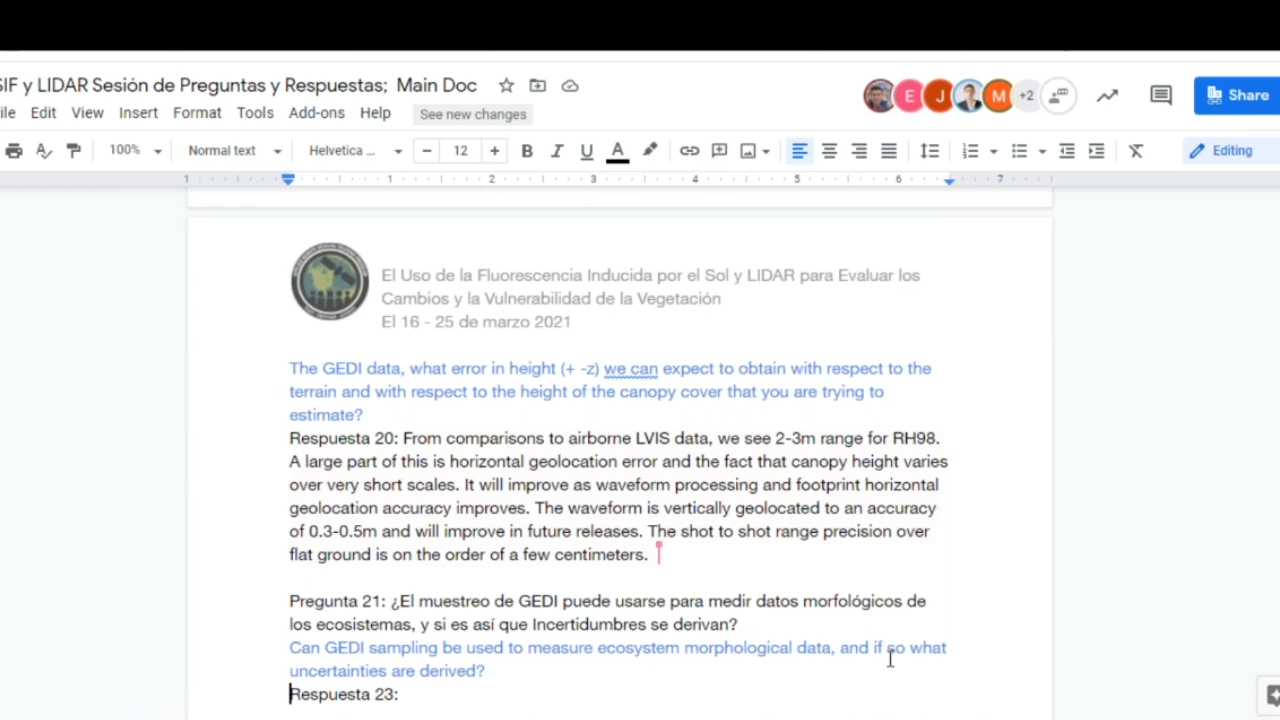 SIF y LIDAR Sesión de Preguntas y Respuestas; Main Doc
E J M +2 Share
ile Edit View Insert Format Tools Add-ons Help See new changes
100% Normal text Helvetica ... − 12 + B I U A Editing
1 1 2 3 4 5 6 7
El Uso de la Fluorescencia Inducida por el Sol y LIDAR para Evaluar los
Cambios y la Vulnerabilidad de la Vegetación
El 16 - 25 de marzo 2021
The GEDI data, what error in height (+ -z) we can expect to obtain with respect to the
terrain and with respect to the height of the canopy cover that you are trying to
estimate?
Respuesta 20: From comparisons to airborne LVIS data, we see 2-3m range for RH98.
A large part of this is horizontal geolocation error and the fact that canopy height varies
over very short scales. It will improve as waveform processing and footprint horizontal
geolocation accuracy improves. The waveform is vertically geolocated to an accuracy
of 0.3-0.5m and will improve in future releases. The shot to shot range precision over
flat ground is on the order of a few centimeters.
Pregunta 21: ¿El muestreo de GEDI puede usarse para medir datos morfológicos de
los ecosistemas, y si es así que Incertidumbres se derivan?
Can GEDI sampling be used to measure ecosystem morphological data, and if so what
uncertainties are derived?
Respuesta 23: